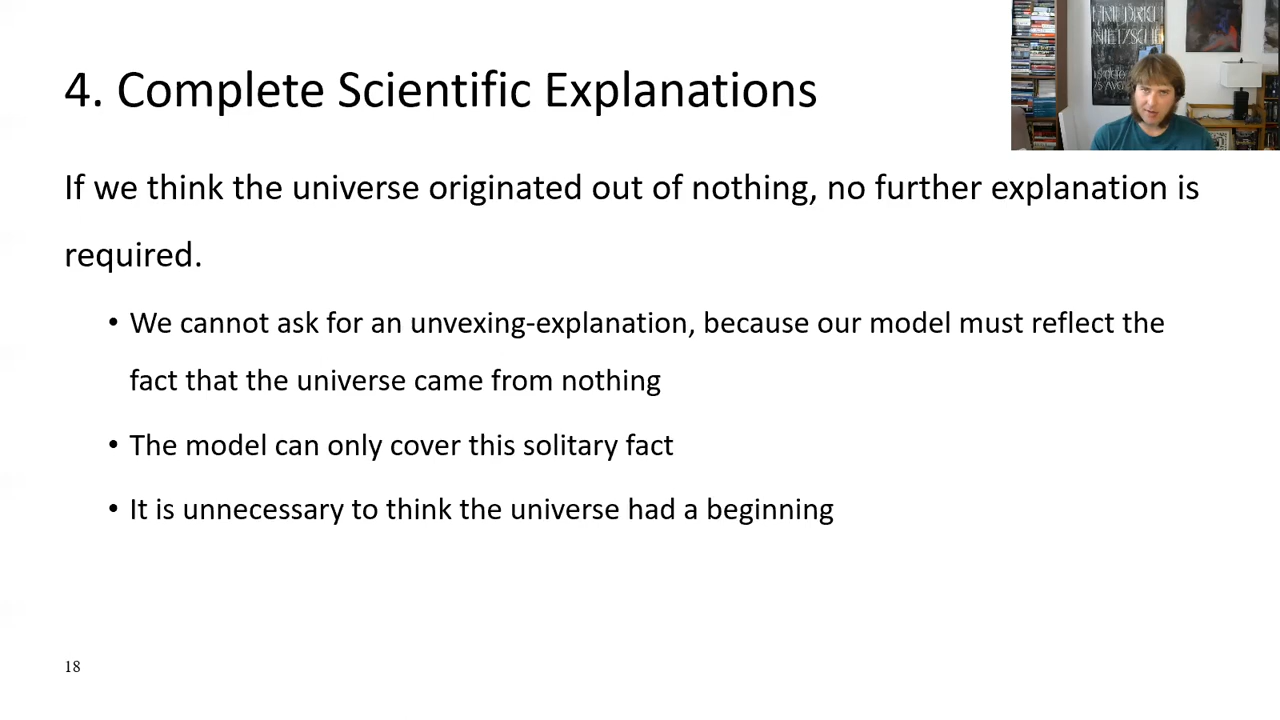 4. Complete Scientific Explanations
If we think the universe originated out of nothing, no further explanation is
required.
• We cannot ask for an unvexing-explanation, because our model must reflect the
fact that the universe came from nothing
• The model can only cover this solitary fact
• It is unnecessary to think the universe had a beginning
18
NIETZSCHE